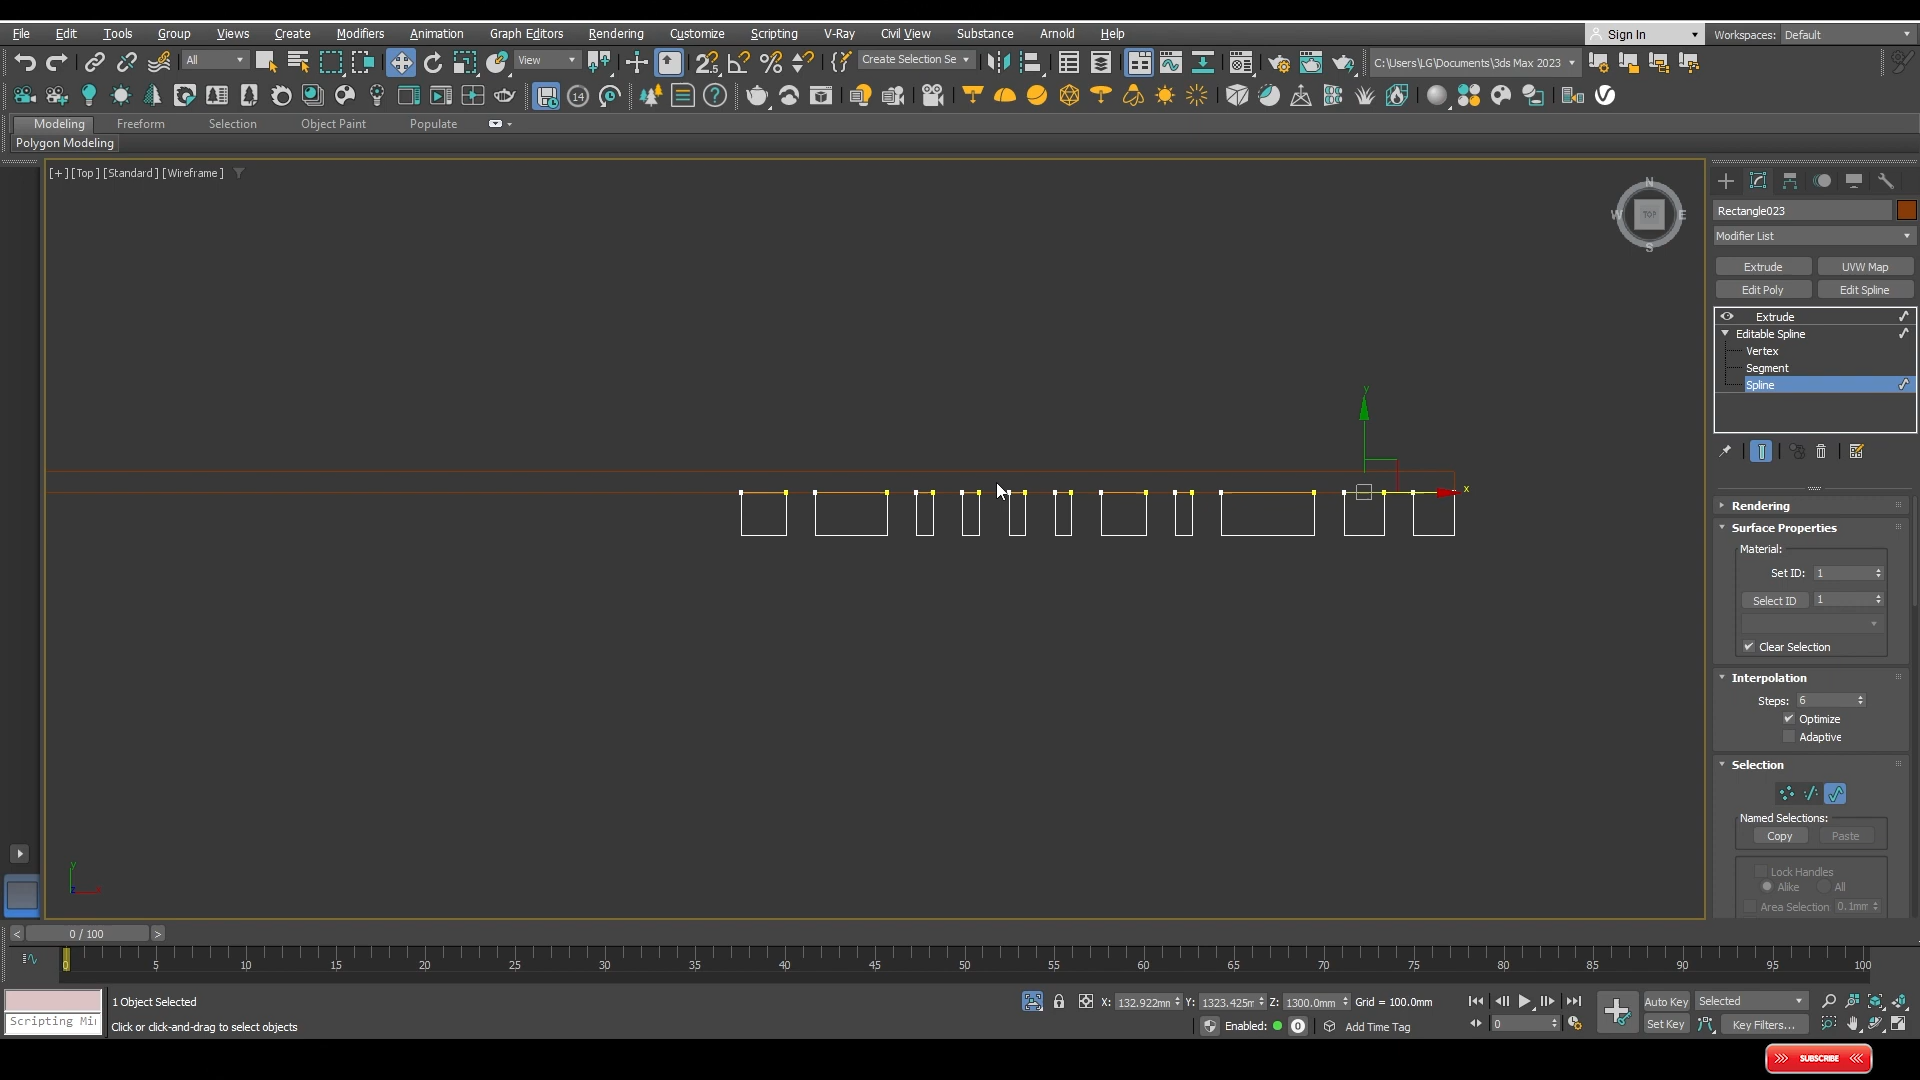 File Edit Tools Group Views Create Modifiers Animation Graph Editors Rendering Customize Scripting V-Ray Civil View Substance Arnold Help
Sign In Workspaces: Default
All View Create Selection Se C:\Users\LG\Documents\3ds Max 2023
Modeling Freeform Selection Object Paint Populate
Polygon Modeling
[+] [Top] [Standard] [Wireframe]
N
W TOP E
S
Rectangle023
Modifier List
Extrude UVW Map
Edit Poly Edit Spline
Extrude
Editable Spline
Vertex
Segment
Spline
y
x
Rendering
Surface Properties
Material:
Set ID: 1
Select ID 1
Clear Selection
Interpolation
Steps: 6
Optimize
Adaptive
Selection
Named Selections:
Copy Paste
Lock Handles
Alike All
Area Selection 0.1mm
y
z
< 0 / 100 >
0 5 10 15 20 25 30 35 40 45 50 55 60 65 70 75 80 85 90 95 100
1 Object Selected
X: 132.922mm Y: 1323.425m Z: 1300.0mm Grid = 100.0mm
Auto Key Selected
Scripting Mi
Click or click-and-drag to select objects
Enabled: 0 Add Time Tag
0
Set Key Key Filters...
SUBSCRIBE